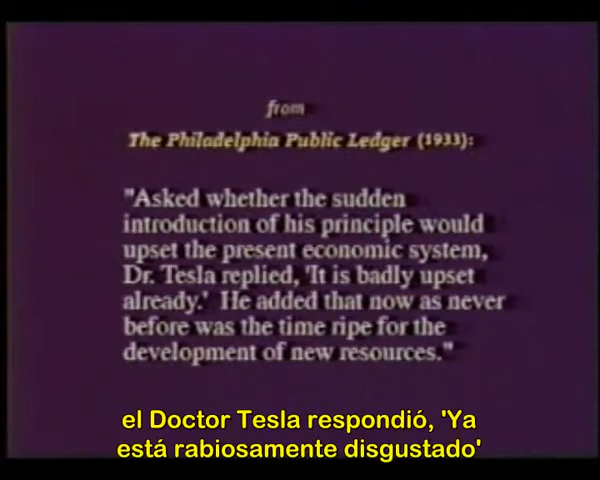 from
The Philadelphia Public Ledger (1933):
"Asked whether the sudden
introduction of his principle would
upset the present economic system,
Dr. Tesla replied, 'It is badly upset
already.' He added that now as never
before was the time ripe for the
development of new resources."
el Doctor Tesla respondió, 'Ya
está rabiosamente disgustado'